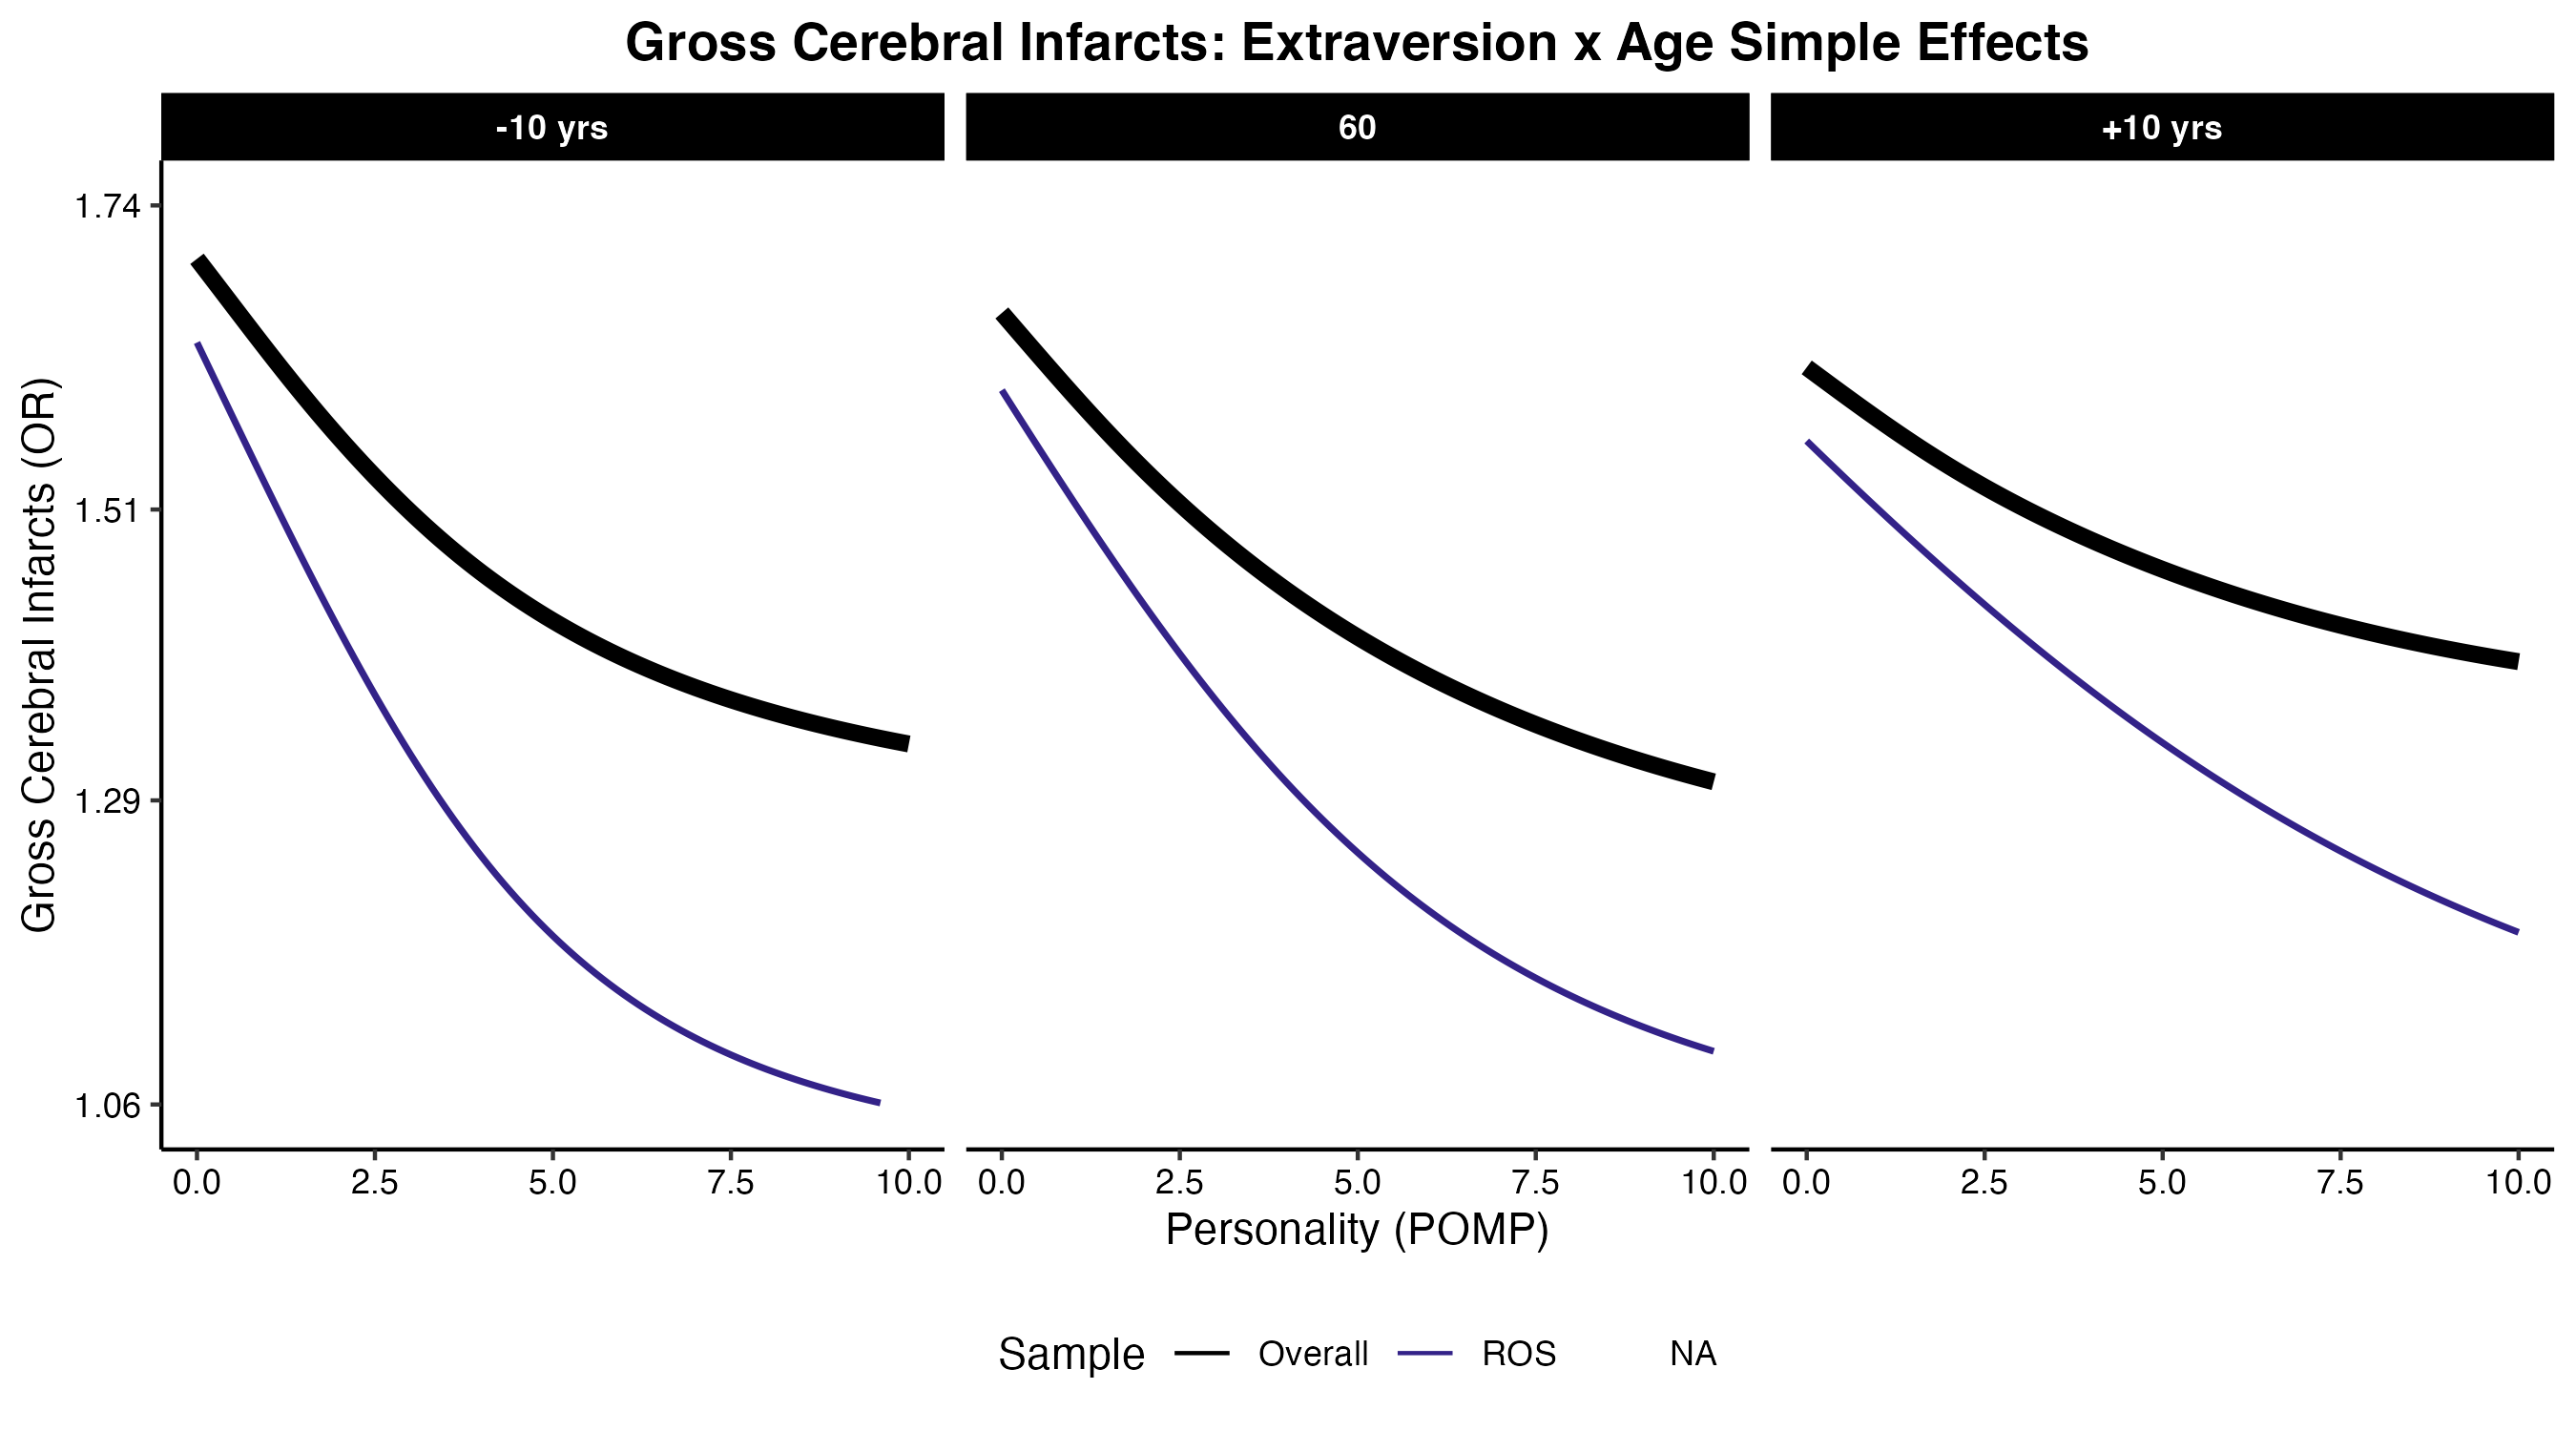 Gross Cerebral Infarcts: Extraversion x Age Simple Effects
-10 yrs
60
+10 yrs
Gross Cerebral Infarcts (OR)
1.74
1.51
1.29
1.06
0.0 2.5 5.0 7.5 10.0
0.0 2.5 5.0 7.5 10.0
0.0 2.5 5.0 7.5 10.0
Personality (POMP)
Sample Overall ROS NA